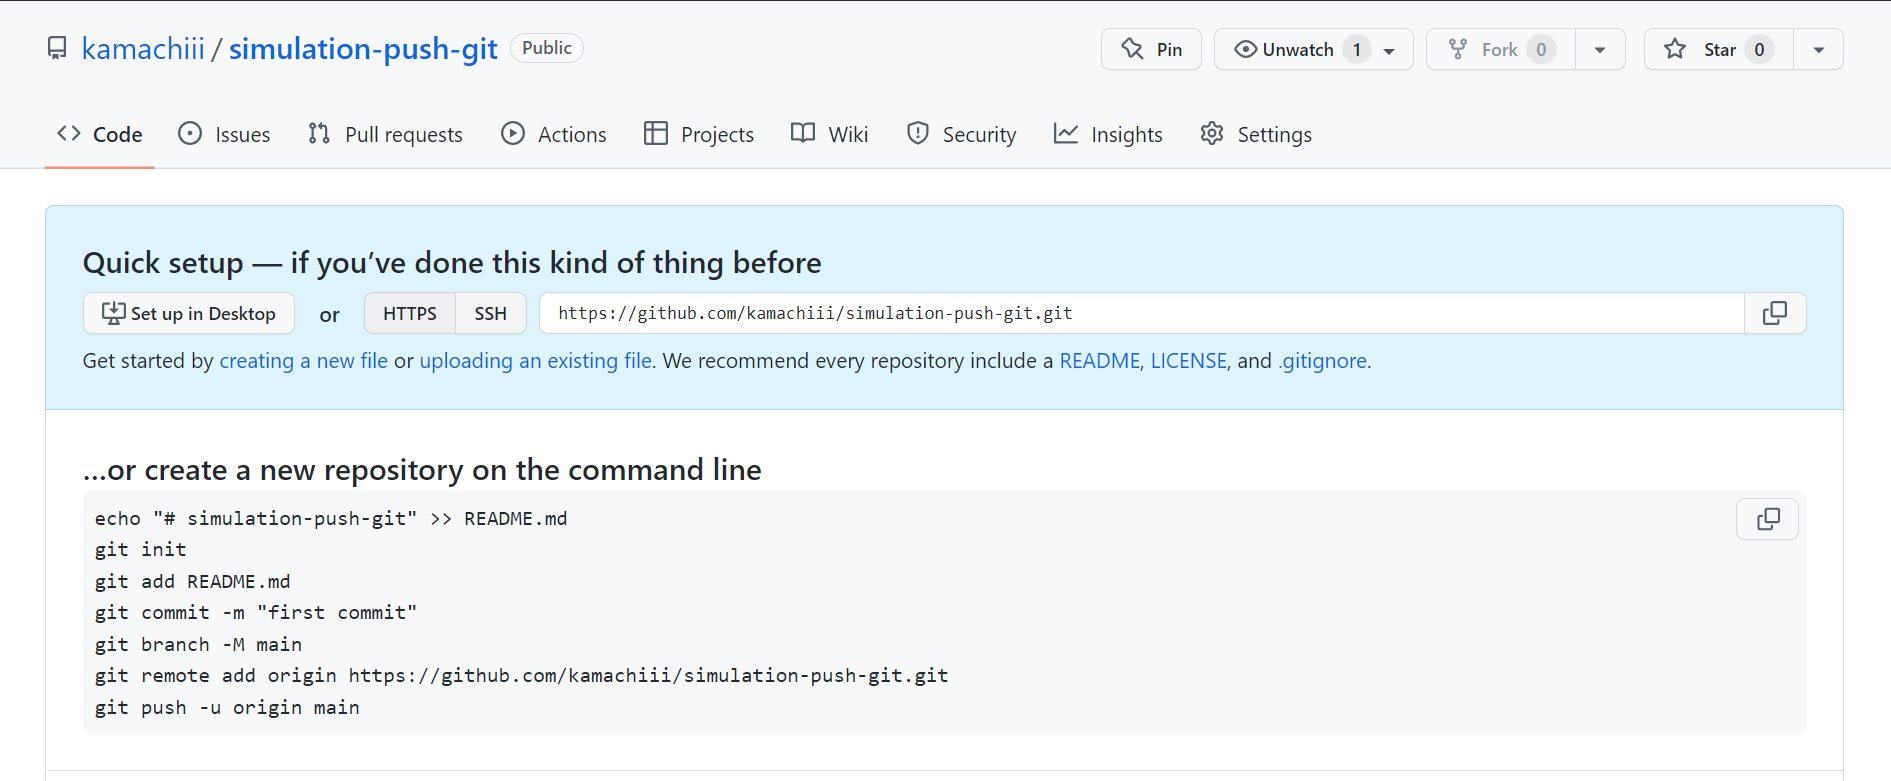 kamachiii / simulation-push-git Public Pin Unwatch 1 Fork 0 Star 0
Code Issues Pull requests Actions Projects Wiki Security Insights Settings
Quick setup — if you’ve done this kind of thing before
Set up in Desktop or HTTPS SSH https://github.com/kamachiii/simulation-push-git.git
Get started by creating a new file or uploading an existing file. We recommend every repository include a README, LICENSE, and .gitignore.
…or create a new repository on the command line
echo "# simulation-push-git" >> README.md
git init
git add README.md
git commit -m "first commit"
git branch -M main
git remote add origin https://github.com/kamachiii/simulation-push-git.git
git push -u origin main